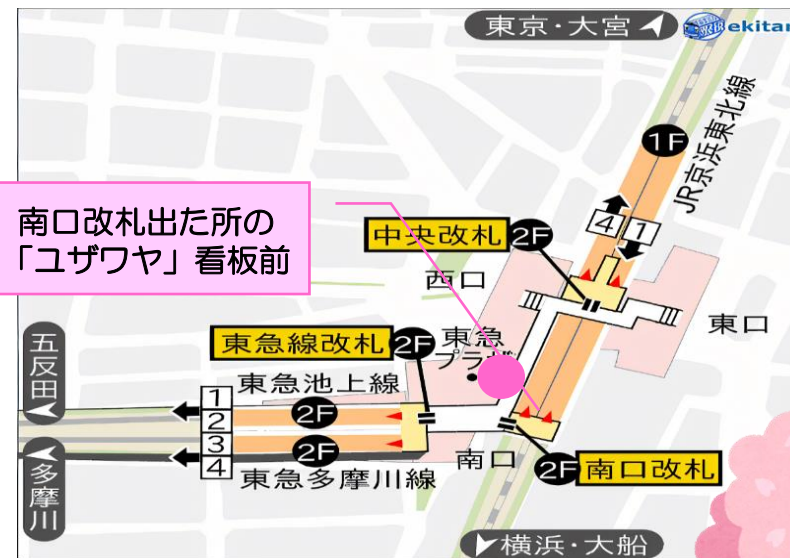 東京・大宮
ekitan
JR京浜東北線
1F
南口改札出た所の
「ユザワヤ」看板前
4
1
中央改札
2F
西口
東口
五反田
東急線改札
2F
東急
プラザ
東急池上線
1
2
2F
3
4
2F
東急多摩川線
多摩川
南口
2F
南口改札
横浜・大船